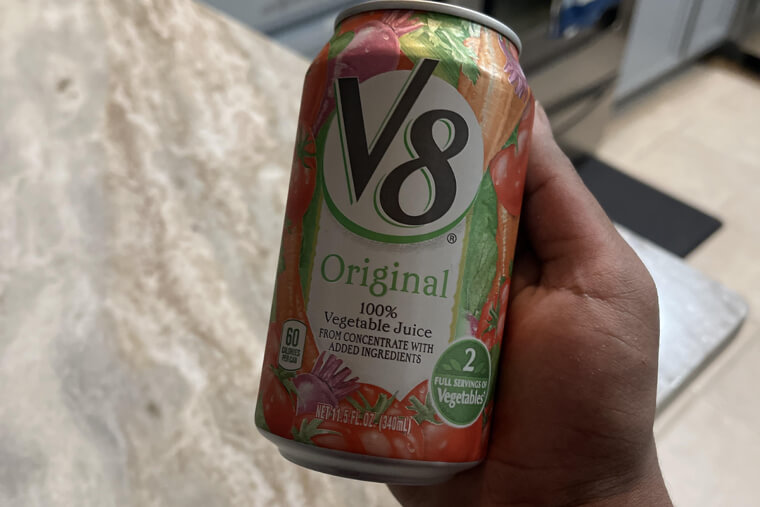 V8
®
Original
100%
Vegetable Juice
FROM CONCENTRATE WITH
ADDED INGREDIENTS
60
CALORIES
PER CAN
2
FULL SERVINGS OF
Vegetables
NET 11.5 FL. OZ. (340mL)